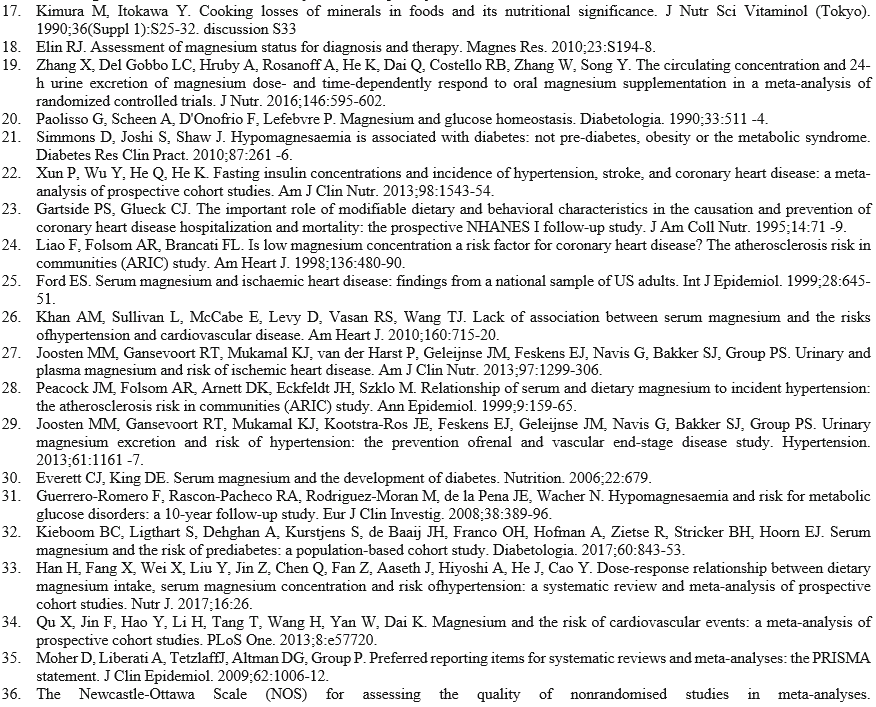 17. Kimura M, Itokawa Y. Cooking losses of minerals in foods and its nutritional significance. J Nutr Sci Vitaminol (Tokyo).
1990;36(Suppl 1):S25-32. discussion S33
18. Elin RJ. Assessment of magnesium status for diagnosis and therapy. Magnes Res. 2010;23:S194-8.
19. Zhang X, Del Gobbo LC, Hruby A, Rosanoff A, He K, Dai Q, Costello RB, Zhang W, Song Y. The circulating concentration and 24-
h urine excretion of magnesium dose- and time-dependently respond to oral magnesium supplementation in a meta-analysis of
randomized controlled trials. J Nutr. 2016;146:595-602.
20. Paolisso G, Scheen A, D'Onofrio F, Lefebvre P. Magnesium and glucose homeostasis. Diabetologia. 1990;33:511 -4.
21. Simmons D, Joshi S, Shaw J. Hypomagnesaemia is associated with diabetes: not pre-diabetes, obesity or the metabolic syndrome.
Diabetes Res Clin Pract. 2010;87:261 -6.
22. Xun P, Wu Y, He Q, He K. Fasting insulin concentrations and incidence of hypertension, stroke, and coronary heart disease: a meta-
analysis of prospective cohort studies. Am J Clin Nutr. 2013;98:1543-54.
23. Gartside PS, Glueck CJ. The important role of modifiable dietary and behavioral characteristics in the causation and prevention of
coronary heart disease hospitalization and mortality: the prospective NHANES I follow-up study. J Am Coll Nutr. 1995;14:71 -9.
24. Liao F, Folsom AR, Brancati FL. Is low magnesium concentration a risk factor for coronary heart disease? The atherosclerosis risk in
communities (ARIC) study. Am Heart J. 1998;136:480-90.
25. Ford ES. Serum magnesium and ischaemic heart disease: findings from a national sample of US adults. Int J Epidemiol. 1999;28:645-
51.
26. Khan AM, Sullivan L, McCabe E, Levy D, Vasan RS, Wang TJ. Lack of association between serum magnesium and the risks
ofhypertension and cardiovascular disease. Am Heart J. 2010;160:715-20.
27. Joosten MM, Gansevoort RT, Mukamal KJ, van der Harst P, Geleijnse JM, Feskens EJ, Navis G, Bakker SJ, Group PS. Urinary and
plasma magnesium and risk of ischemic heart disease. Am J Clin Nutr. 2013;97:1299-306.
28. Peacock JM, Folsom AR, Arnett DK, Eckfeldt JH, Szklo M. Relationship of serum and dietary magnesium to incident hypertension:
the atherosclerosis risk in communities (ARIC) study. Ann Epidemiol. 1999;9:159-65.
29. Joosten MM, Gansevoort RT, Mukamal KJ, Kootstra-Ros JE, Feskens EJ, Geleijnse JM, Navis G, Bakker SJ, Group PS. Urinary
magnesium excretion and risk of hypertension: the prevention ofrenal and vascular end-stage disease study. Hypertension.
2013;61:1161 -7.
30. Everett CJ, King DE. Serum magnesium and the development of diabetes. Nutrition. 2006;22:679.
31. Guerrero-Romero F, Rascon-Pacheco RA, Rodriguez-Moran M, de la Pena JE, Wacher N. Hypomagnesaemia and risk for metabolic
glucose disorders: a 10-year follow-up study. Eur J Clin Investig. 2008;38:389-96.
32. Kieboom BC, Ligthart S, Dehghan A, Kurstjens S, de Baaij JH, Franco OH, Hofman A, Zietse R, Stricker BH, Hoorn EJ. Serum
magnesium and the risk of prediabetes: a population-based cohort study. Diabetologia. 2017;60:843-53.
33. Han H, Fang X, Wei X, Liu Y, Jin Z, Chen Q, Fan Z, Aaseth J, Hiyoshi A, He J, Cao Y. Dose-response relationship between dietary
magnesium intake, serum magnesium concentration and risk ofhypertension: a systematic review and meta-analysis of prospective
cohort studies. Nutr J. 2017;16:26.
34. Qu X, Jin F, Hao Y, Li H, Tang T, Wang H, Yan W, Dai K. Magnesium and the risk of cardiovascular events: a meta-analysis of
prospective cohort studies. PLoS One. 2013;8:e57720.
35. Moher D, Liberati A, TetzlaffJ, Altman DG, Group P. Preferred reporting items for systematic reviews and meta-analyses: the PRISMA
statement. J Clin Epidemiol. 2009;62:1006-12.
36. The Newcastle-Ottawa Scale (NOS) for assessing the quality of nonrandomised studies in meta-analyses.